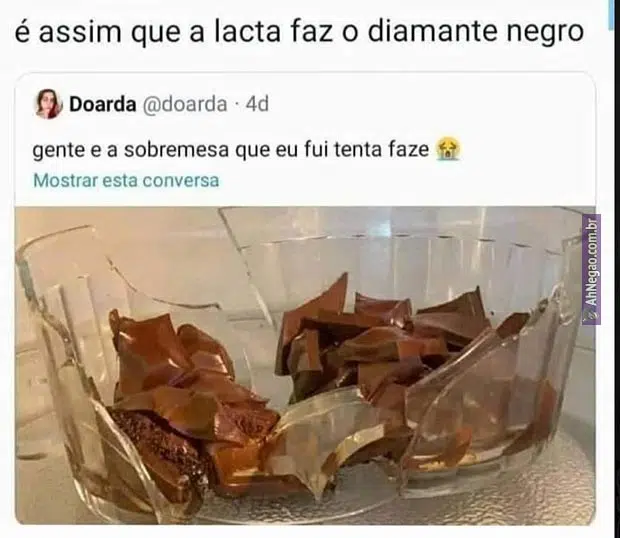 é assim que a lacta faz o diamante negro
Doarda @doarda · 4d
gente e a sobremesa que eu fui tenta faze 😭
Mostrar esta conversa
AhNegao.com.br